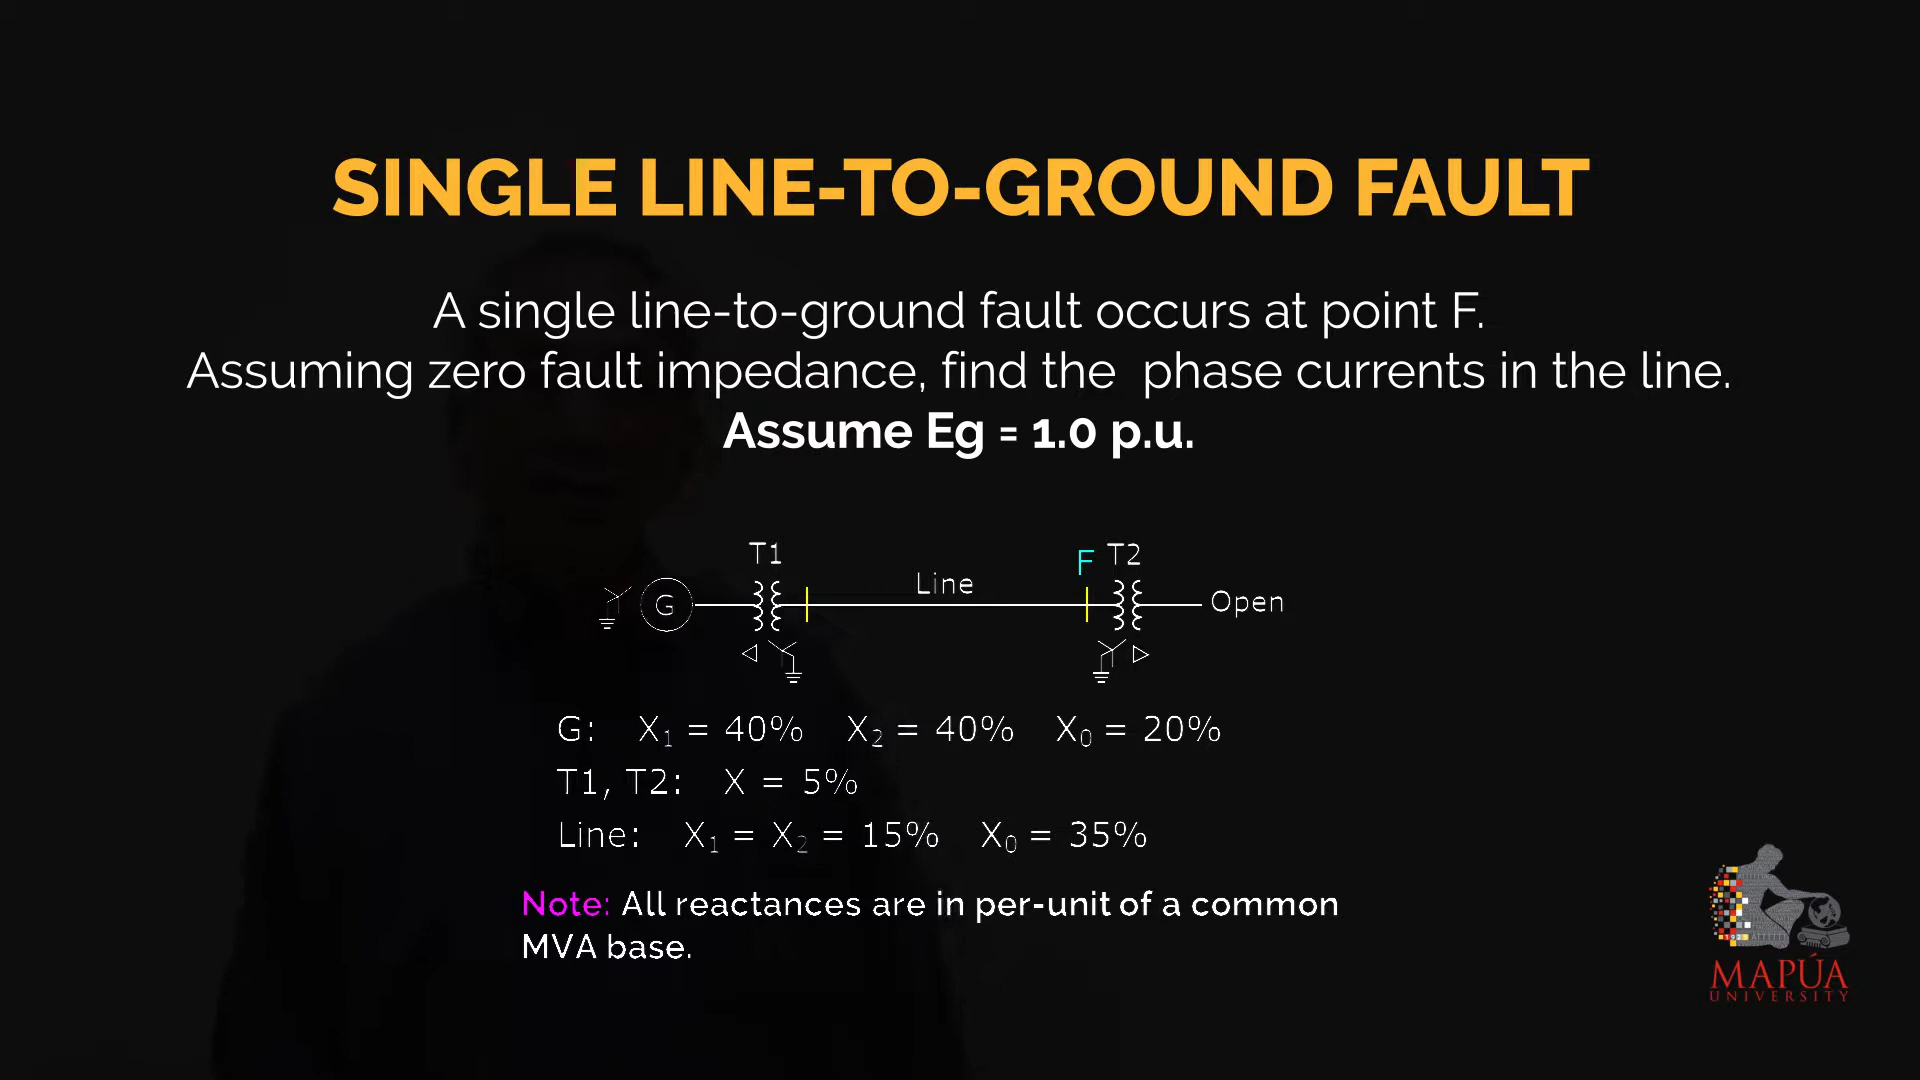 SINGLE LINE-TO-GROUND FAULT
A single line-to-ground fault occurs at point F.
Assuming zero fault impedance, find the phase currents in the line.
Assume Eg = 1.0 p.u.
T1
F T2
Line
G
Open
G: X₁ = 40% X₂ = 40% X₀ = 20%
T1, T2: X = 5%
Line: X₁ = X₂ = 15% X₀ = 35%
Note: All reactances are in per-unit of a common
MVA base.
MAPÚA
UNIVERSITY